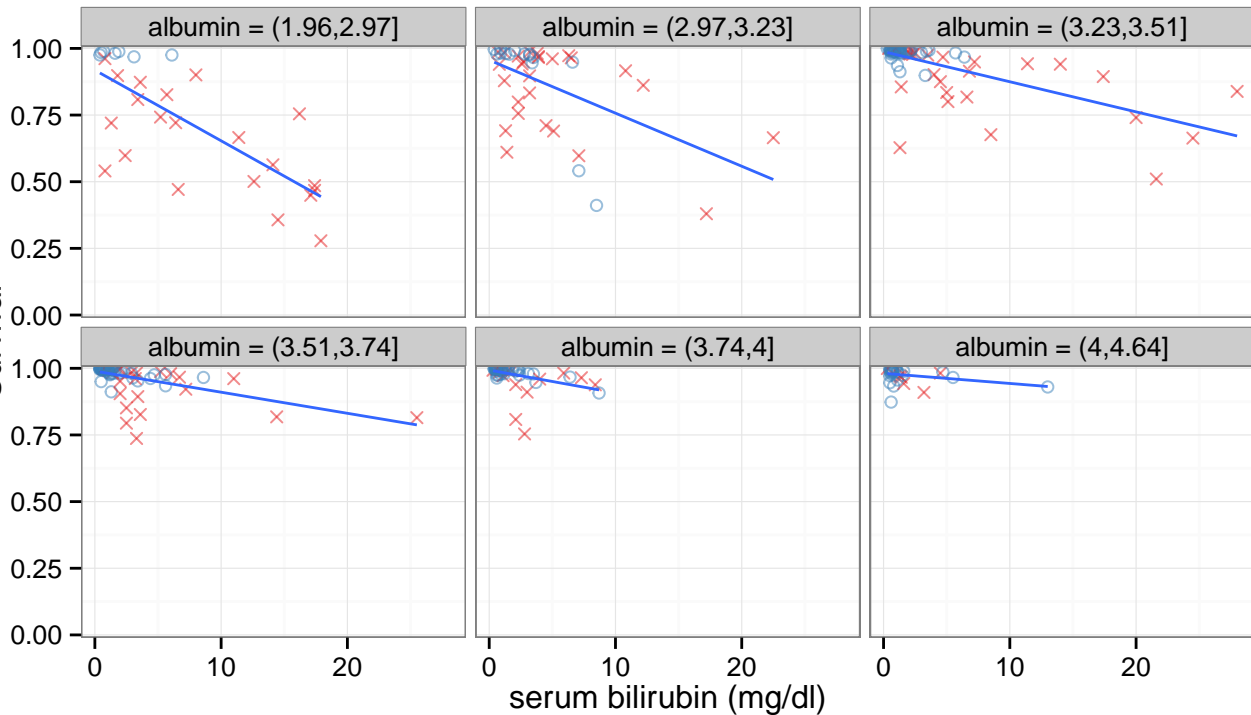 albumin = (1.96,2.97]
albumin = (2.97,3.23]
albumin = (3.23,3.51]
1.00
0.75
0.50
0.25
0.00
albumin = (3.51,3.74]
albumin = (3.74,4]
albumin = (4,4.64]
1.00
0.75
0.50
0.25
0.00
0 10 20 0 10 20 0 10 20
serum bilirubin (mg/dl)